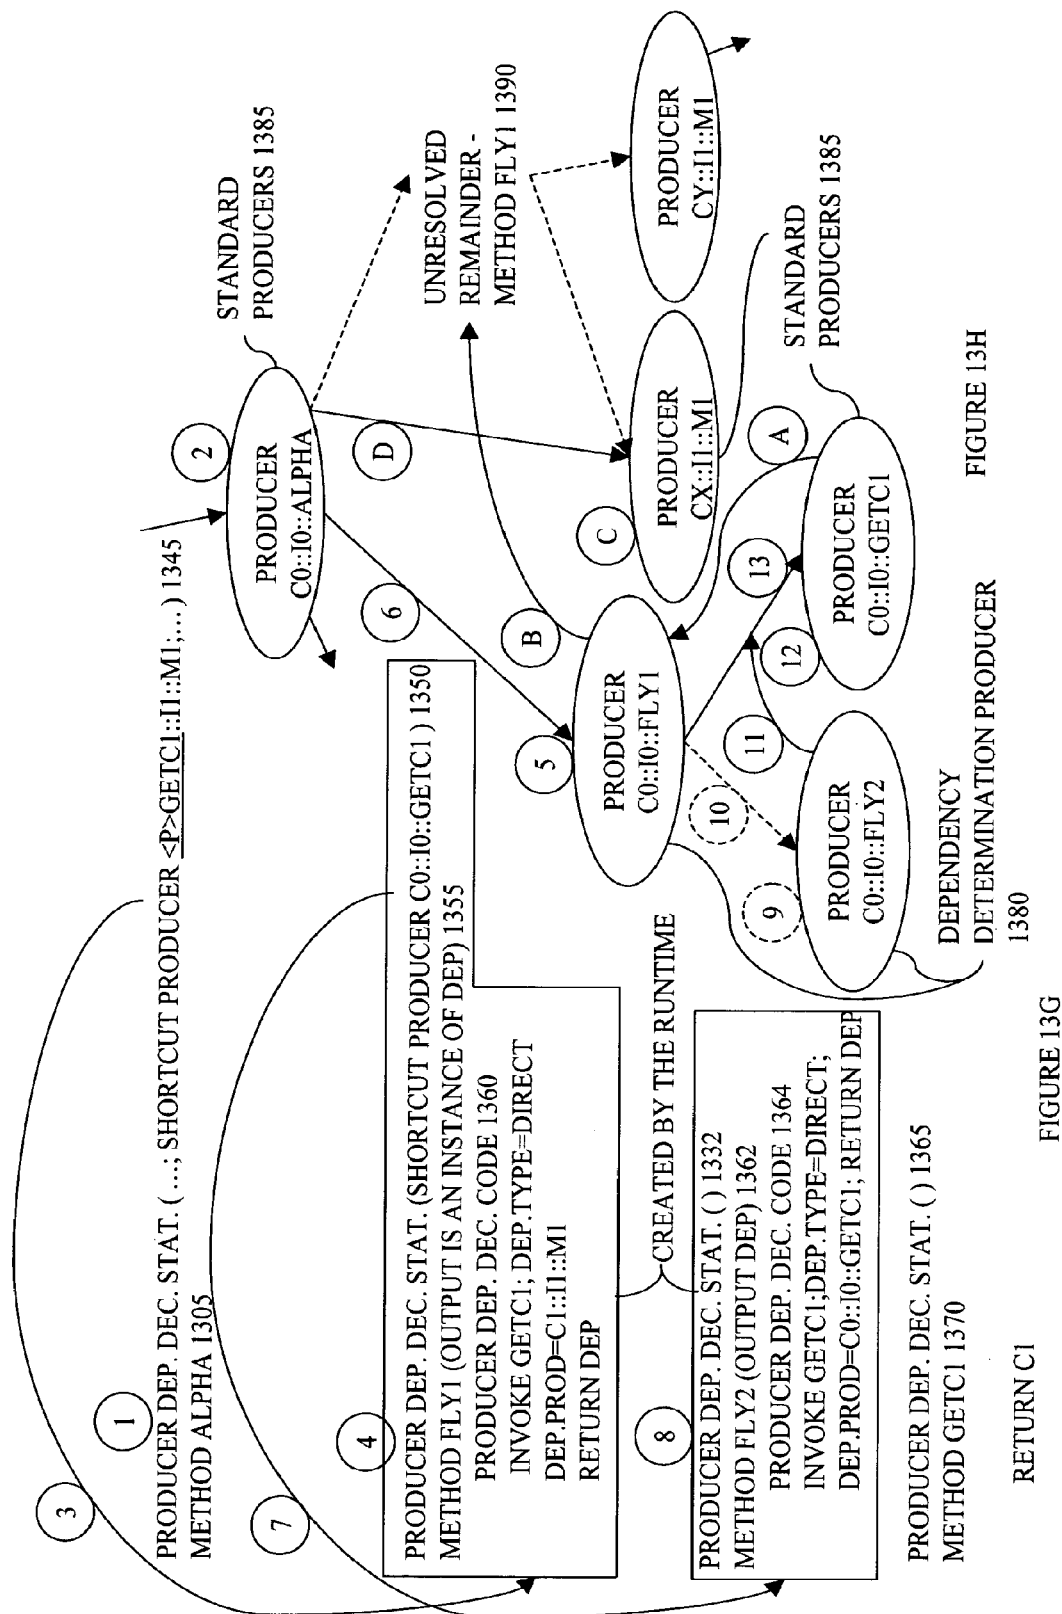 3
1
PRODUCER DEP. DEC. STAT. ( ...; SHORTCUT PRODUCER <P>GETC1::I1::M1;...) 1345
METHOD ALPHA 1305
7
4
PRODUCER DEP. DEC. STAT. (SHORTCUT PRODUCER C0::I0::GETC1 ) 1350
METHOD FLY1 (OUTPUT IS AN INSTANCE OF DEP) 1355
PRODUCER DEP. DEC. CODE 1360
INVOKE GETC1; DEP.TYPE=DIRECT
DEP.PROD=C1::I1::M1
RETURN DEP
CREATED BY THE RUNTIME
8
PRODUCER DEP. DEC. STAT. ( ) 1332
METHOD FLY2 (OUTPUT DEP) 1362
PRODUCER DEP. DEC. CODE 1364
INVOKE GETC1;DEP.TYPE=DIRECT;
DEP.PROD=C0::I0::GETC1; RETURN DEP
PRODUCER DEP. DEC. STAT. ( ) 1365
METHOD GETC1 1370
RETURN C1
FIGURE 13G
2
PRODUCER
C0::I0::ALPHA
STANDARD
PRODUCERS 1385
6
D
UNRESOLVED
REMAINDER -
METHOD FLY1 1390
5
B
PRODUCER
C0::I0::FLY1
C
PRODUCER
CX::I1::M1
PRODUCER
CY::I1::M1
10
11
13
A
STANDARD
PRODUCERS 1385
9
PRODUCER
C0::I0::FLY2
12
PRODUCER
C0::I0::GETC1
DEPENDENCY
DETERMINATION PRODUCER
1380
FIGURE 13H